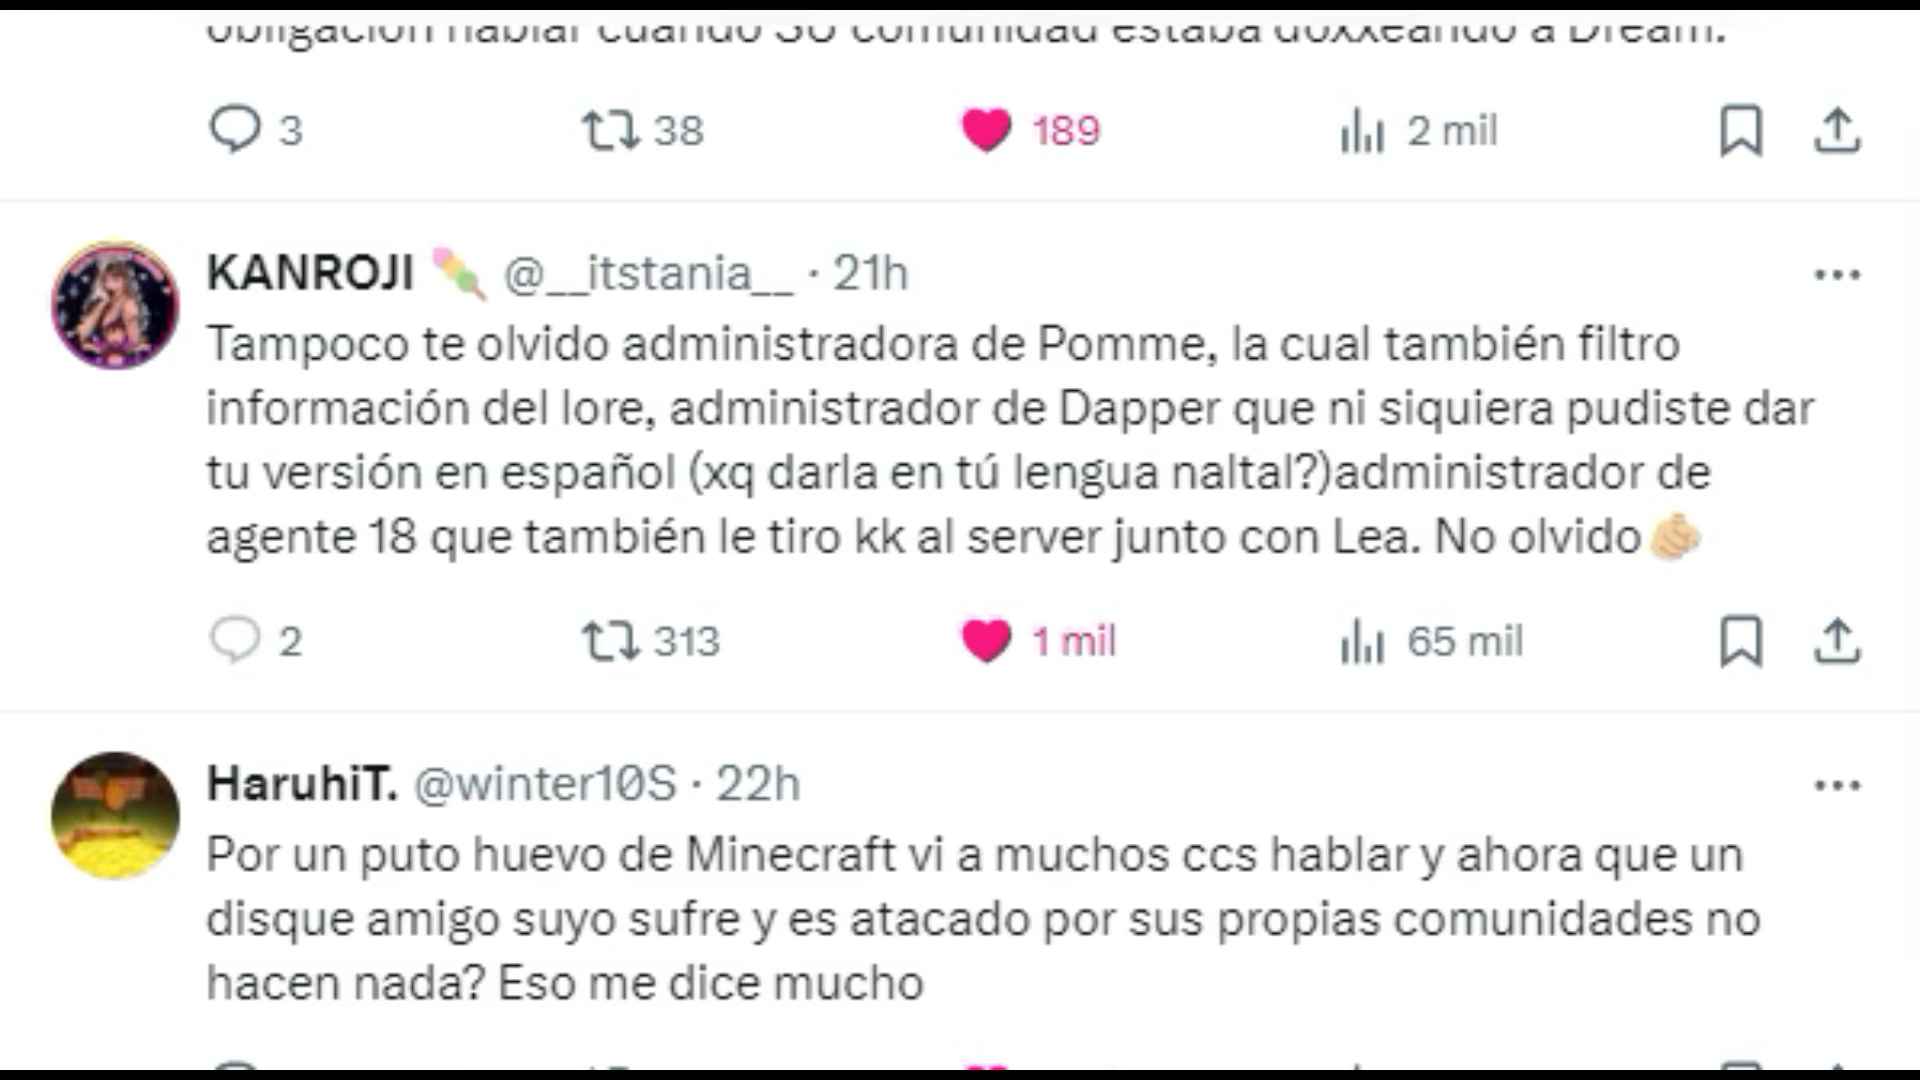 obligación hablar cuando SU comunidad estaba doxxeando a Dream.
3 38 189 2 mil
KANROJI @__itstania__ · 21h
Tampoco te olvido administradora de Pomme, la cual también filtro
información del lore, administrador de Dapper que ni siquiera pudiste dar
tu versión en español (xq darla en tú lengua naltal?)administrador de
agente 18 que también le tiro kk al server junto con Lea. No olvido🫵🏻
2 313 1 mil 65 mil
HaruhiT. @winter10S · 22h
Por un puto huevo de Minecraft vi a muchos ccs hablar y ahora que un
disque amigo suyo sufre y es atacado por sus propias comunidades no
hacen nada? Eso me dice mucho